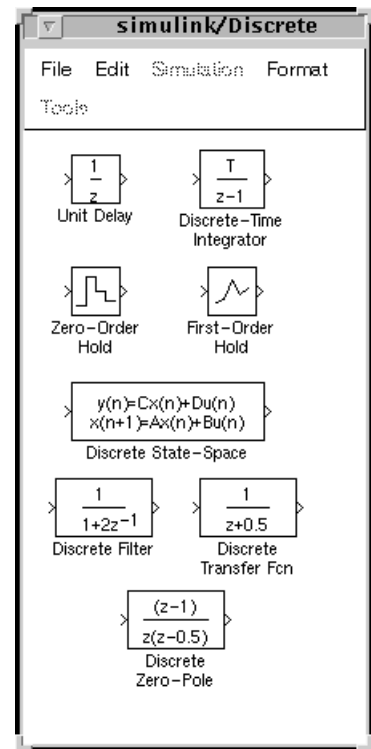 simulink/Discrete
File Edit Simulation Format
Tools
1
z
Unit Delay
T
z-1
Discrete-Time
Integrator
Zero-Order
Hold
First-Order
Hold
y(n)=Cx(n)+Du(n)
x(n+1)=Ax(n)+Bu(n)
Discrete State-Space
1
1+2z⁻¹
Discrete Filter
1
z+0.5
Discrete
Transfer Fcn
(z-1)
z(z-0.5)
Discrete
Zero-Pole